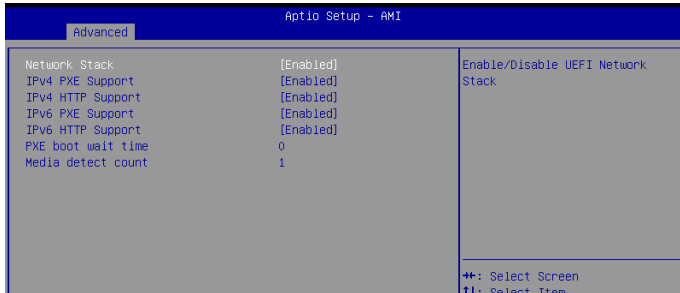 Aptio Setup – AMI
Advanced
Network Stack [Enabled]
IPv4 PXE Support [Enabled]
IPv4 HTTP Support [Enabled]
IPv6 PXE Support [Enabled]
IPv6 HTTP Support [Enabled]
PXE boot wait time 0
Media detect count 1
Enable/Disable UEFI Network
Stack
→←: Select Screen
↑↓: Select Item